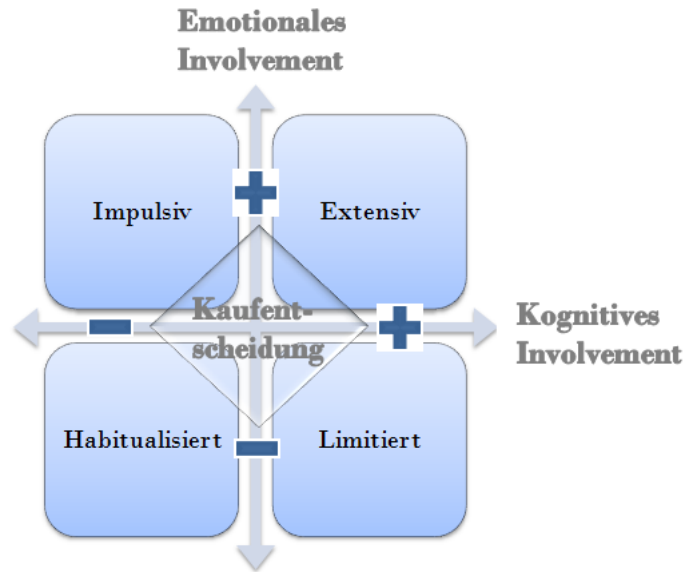 Emotionales
Involvement
Impulsiv
Extensiv
Kaufent-
scheidung
Kognitives
Involvement
Habitualisiert
Limitiert